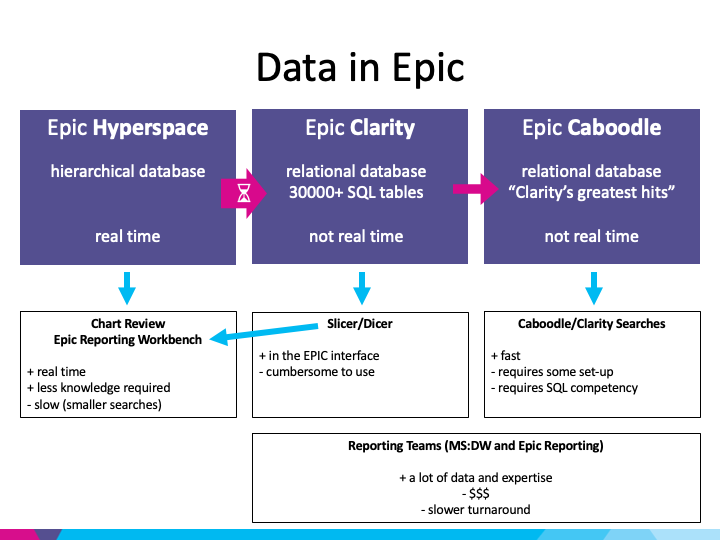 Data in Epic
Epic Hyperspace
hierarchical database
real time
Epic Clarity
relational database
30000+ SQL tables
not real time
Epic Caboodle
relational database
“Clarity’s greatest hits”
not real time
Chart Review
Epic Reporting Workbench
+ real time
+ less knowledge required
- slow (smaller searches)
Slicer/Dicer
+ in the EPIC interface
- cumbersome to use
Caboodle/Clarity Searches
+ fast
- requires some set-up
- requires SQL competency
Reporting Teams (MS:DW and Epic Reporting)
+ a lot of data and expertise
- $$$
- slower turnaround